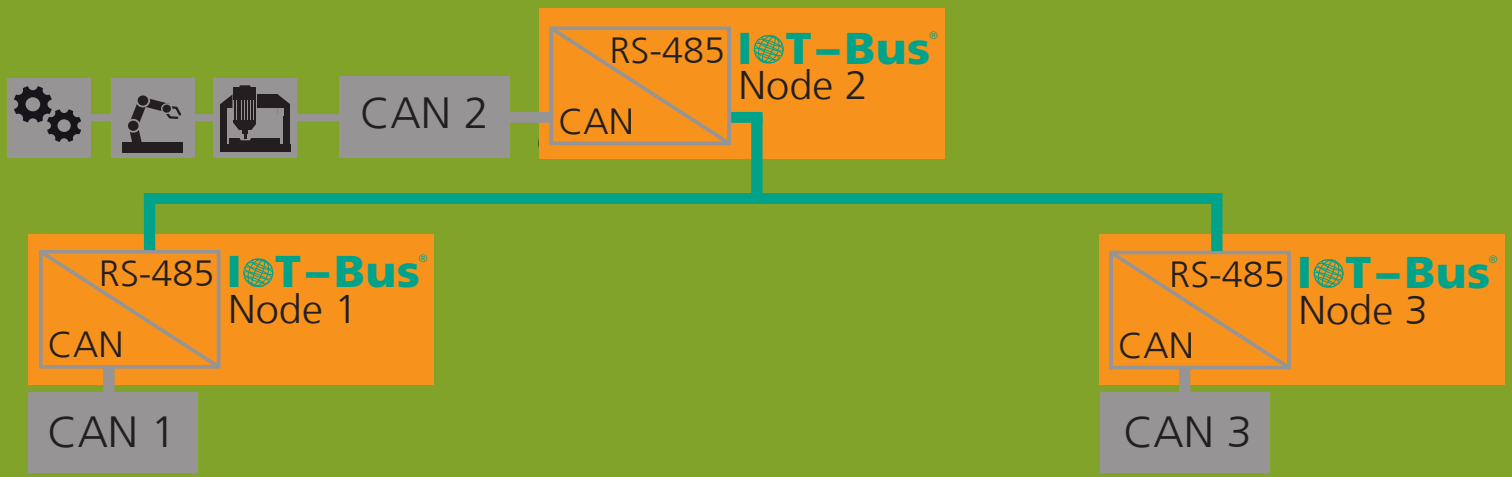 RS-485
IOT-Bus®
Node 2
CAN 2
CAN
RS-485
IOT-Bus®
Node 1
CAN
CAN 1
RS-485
IOT-Bus®
Node 3
CAN
CAN 3